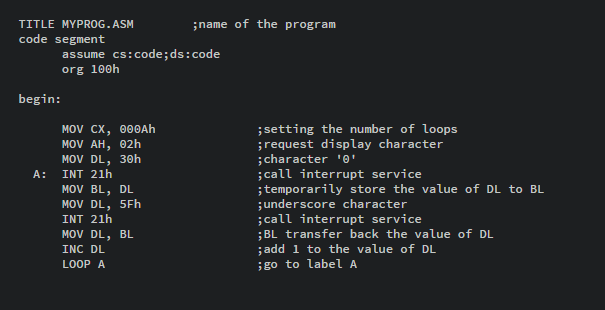 TITLE MYPROG.ASM        ;name of the program
code segment
      assume cs:code;ds:code
      org 100h

begin:

      MOV CX, 000Ah                  ;setting the number of loops
      MOV AH, 02h                    ;request display character
      MOV DL, 30h                    ;character '0'
  A:  INT 21h                        ;call interrupt service
      MOV BL, DL                     ;temporarily store the value of DL to BL
      MOV DL, 5Fh                    ;underscore character
      INT 21h                        ;call interrupt service
      MOV DL, BL                     ;BL transfer back the value of DL
      INC DL                         ;add 1 to the value of DL
      LOOP A                         ;go to label A